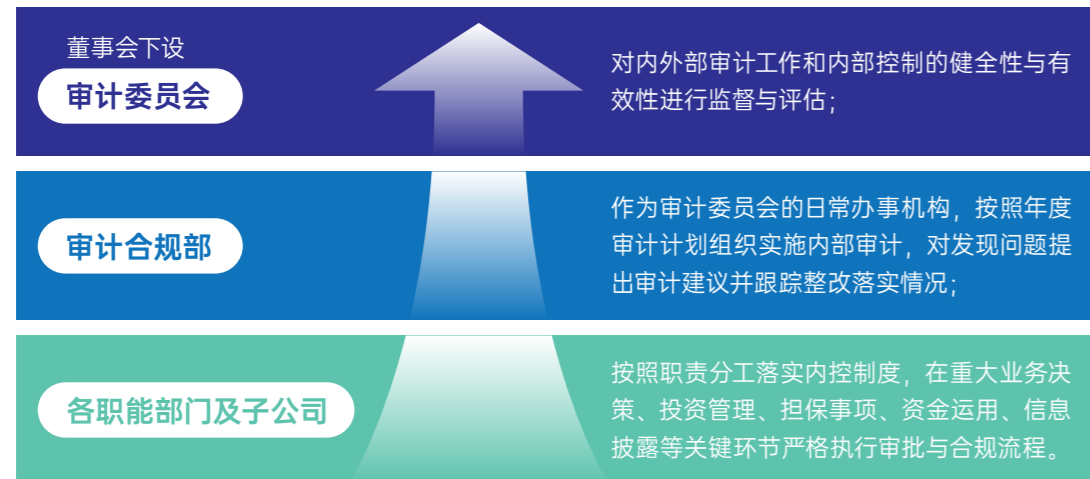 董事会下设
审计委员会
对内外部审计工作和内部控制的健全性与有
效性进行监督与评估；
审计合规部
作为审计委员会的日常办事机构，按照年度
审计计划组织实施内部审计，对发现问题提
出审计建议并跟踪整改落实情况；
各职能部门及子公司
按照职责分工落实内控制度，在重大业务决
策、投资管理、担保事项、资金运用、信息
披露等关键环节严格执行审批与合规流程。